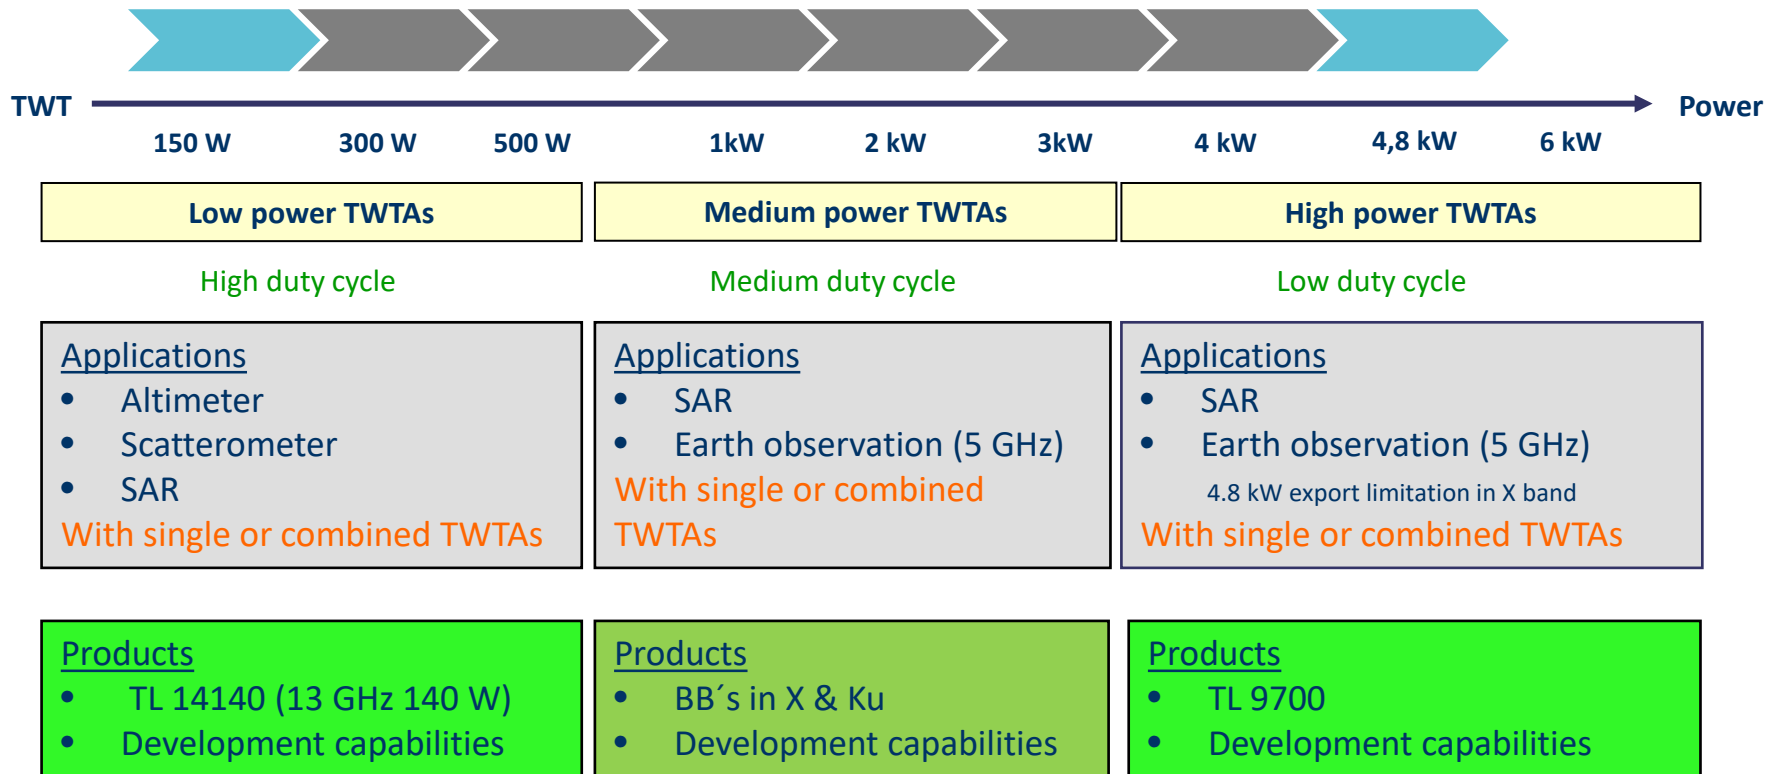 TWT
Power
150 W 300 W 500 W 1kW 2 kW 3kW 4 kW 4,8 kW 6 kW
Low power TWTAs
Medium power TWTAs
High power TWTAs
High duty cycle
Medium duty cycle
Low duty cycle
Applications
• Altimeter
• Scatterometer
• SAR
With single or combined TWTAs
Applications
• SAR
• Earth observation (5 GHz)
With single or combined
TWTAs
Applications
• SAR
• Earth observation (5 GHz)
4.8 kW export limitation in X band
With single or combined TWTAs
Products
• TL 14140 (13 GHz 140 W)
• Development capabilities
Products
• BB´s in X & Ku
• Development capabilities
Products
• TL 9700
• Development capabilities